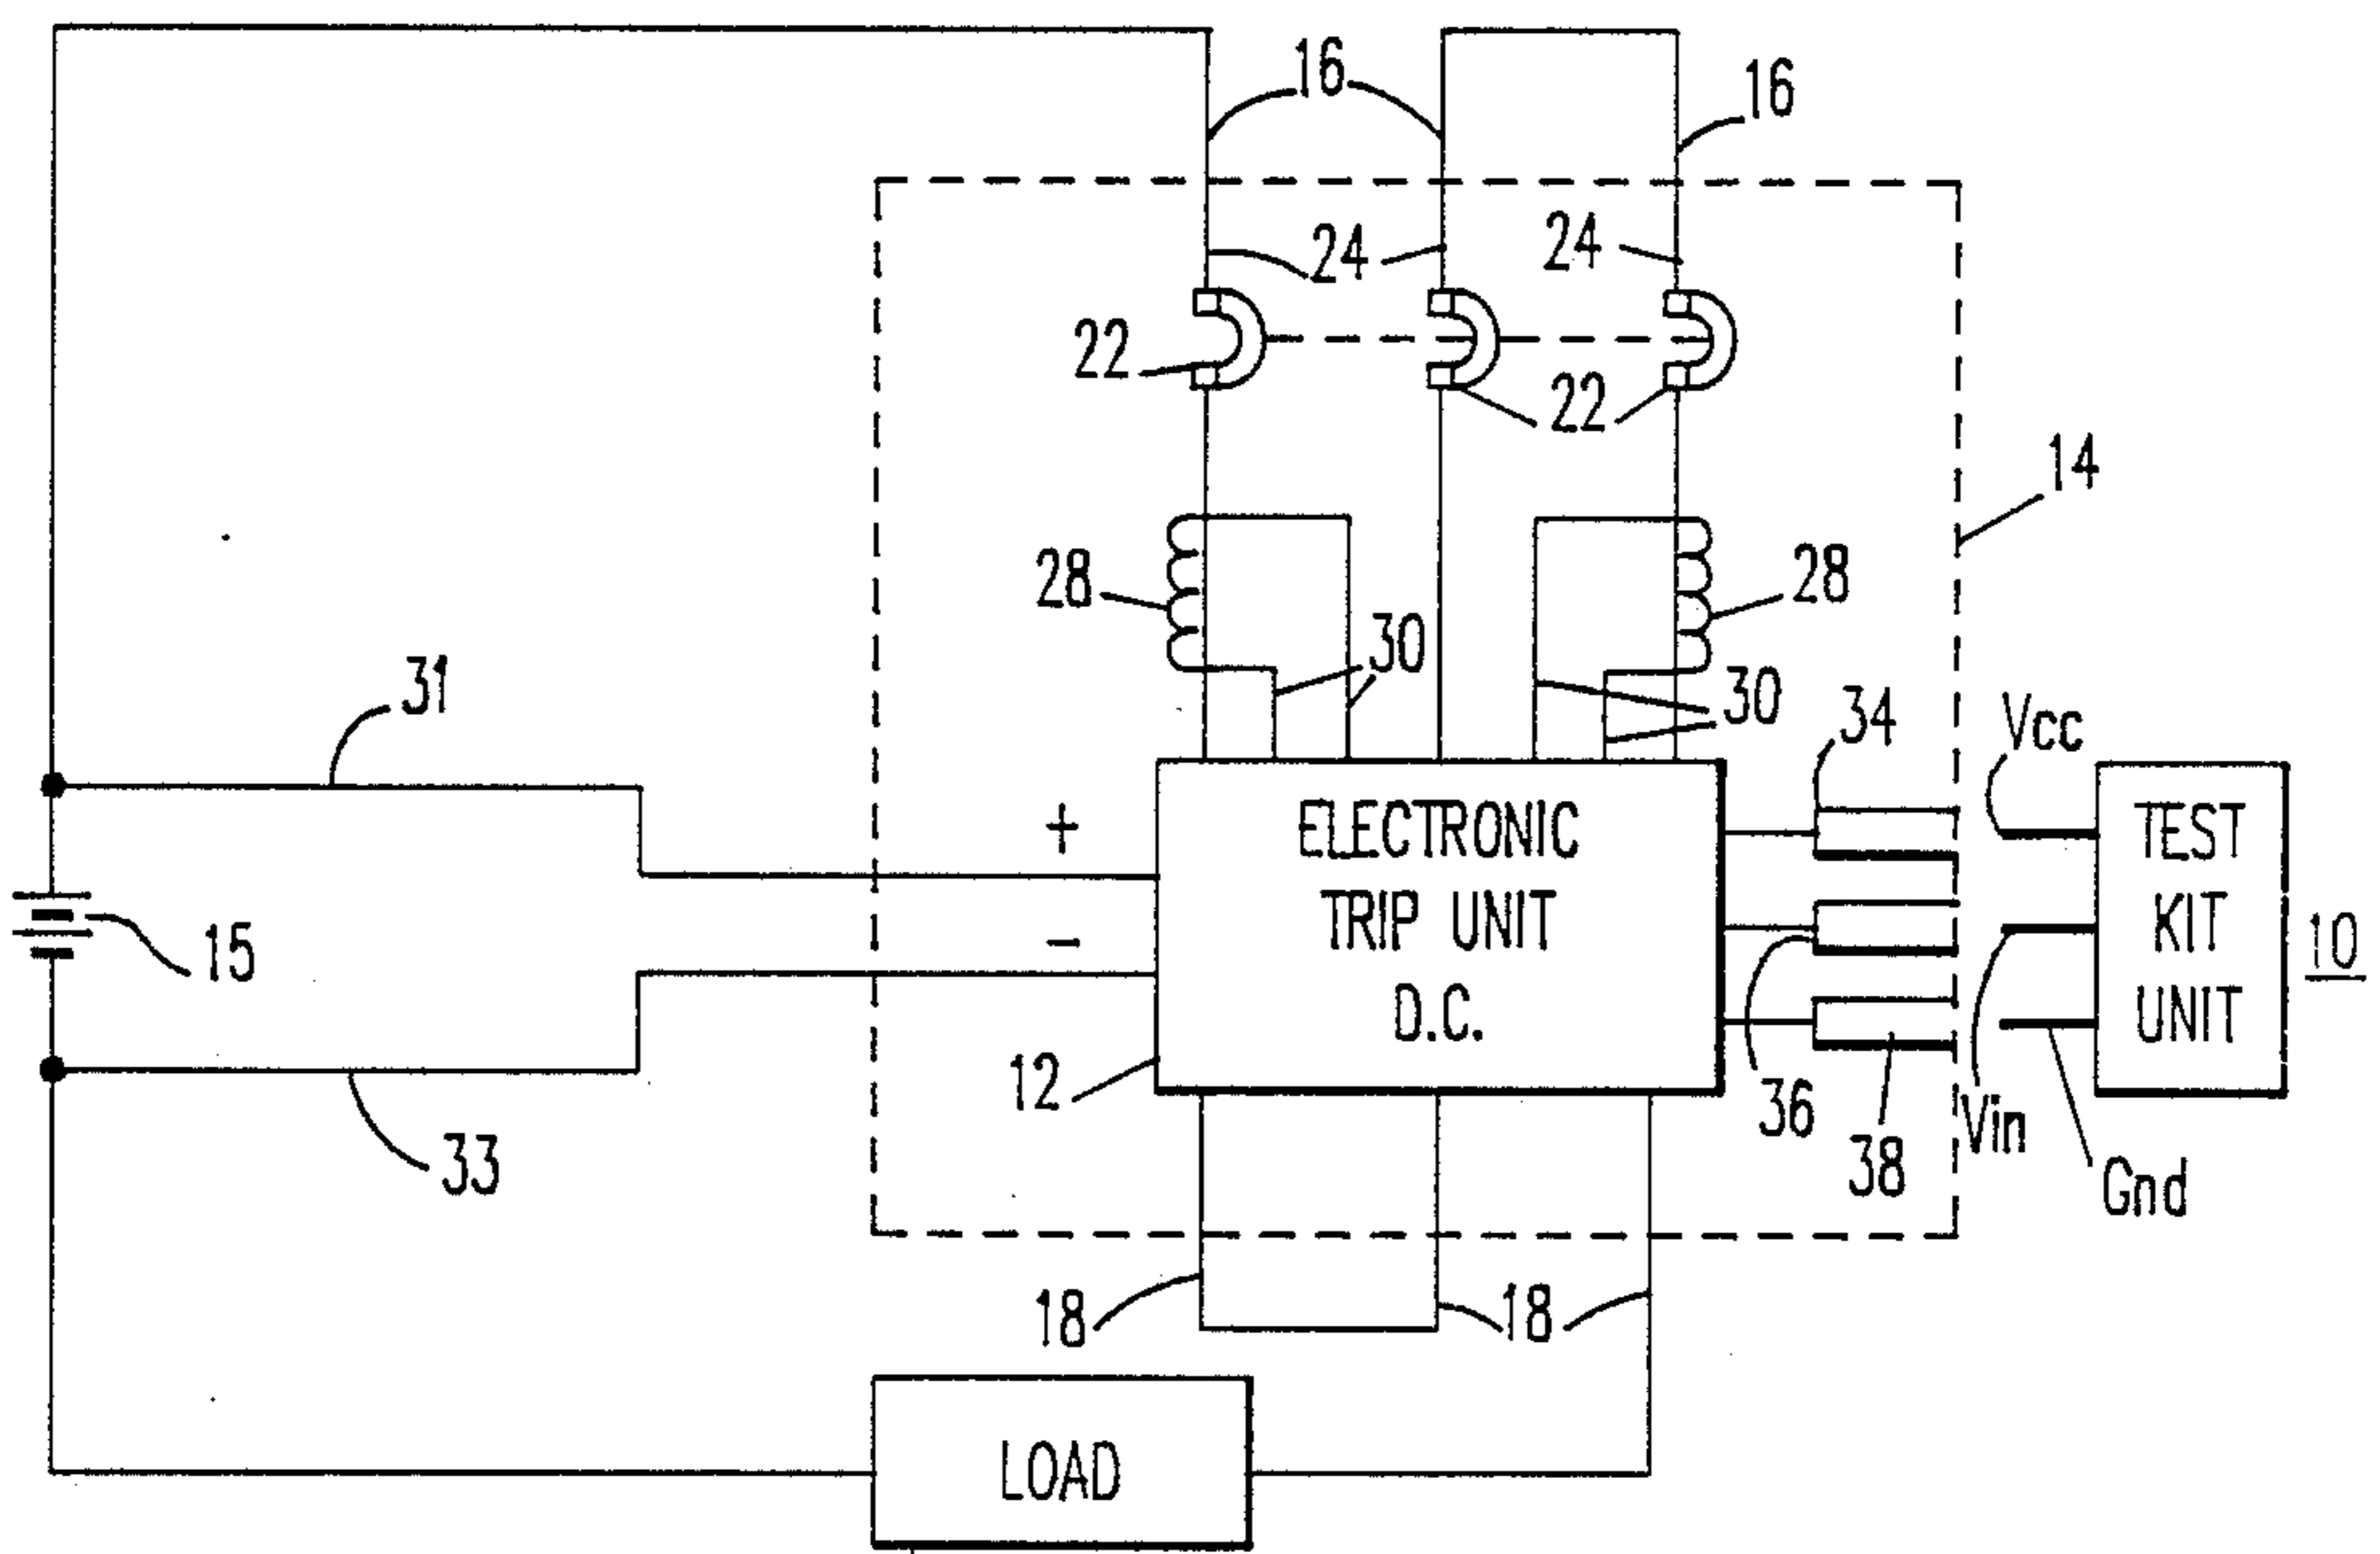 16
16
24
24
22
22
14
28
28
30
30
31
34
Vcc
+
ELECTRONIC
TRIP UNIT
D.C.
TEST
KIT
UNIT
15
-
10
12
36
Vin
38
Gnd
33
18
18
LOAD